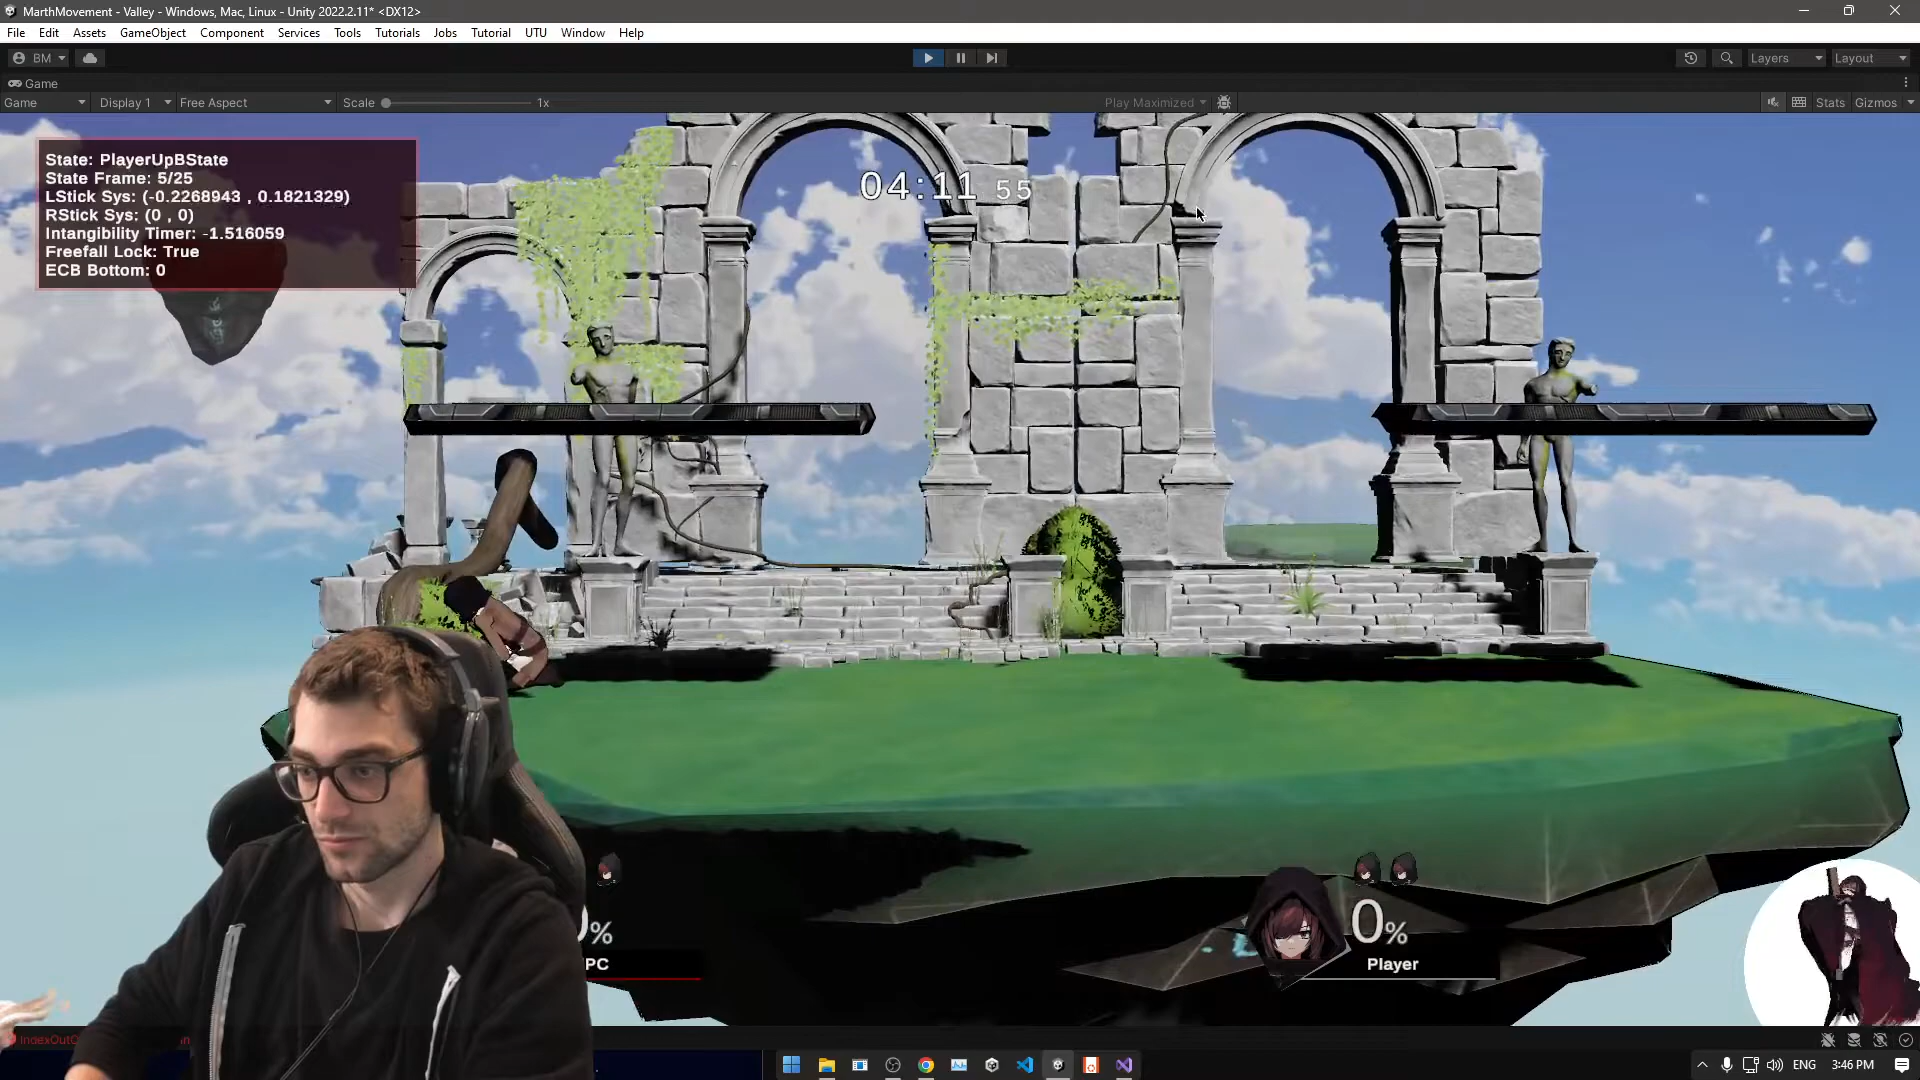 MarthMovement - Valley - Windows, Mac, Linux - Unity 2022.2.11* <DX12>
File Edit Assets GameObject Component Services Tools Tutorials Jobs Tutorial UTU Window Help
BM Layers Layout
Game
Game Display 1 Free Aspect Scale 1x Play Maximized Stats Gizmos
State: PlayerUpBState
State Frame: 5/25
LStick Sys: (-0.2268943 , 0.1821329)
RStick Sys: (0 , 0)
Intangibility Timer: -1.516059
Freefall Lock: True
ECB Bottom: 0
04:11 55
%
PC
0%
Player
ENG 3:46 PM